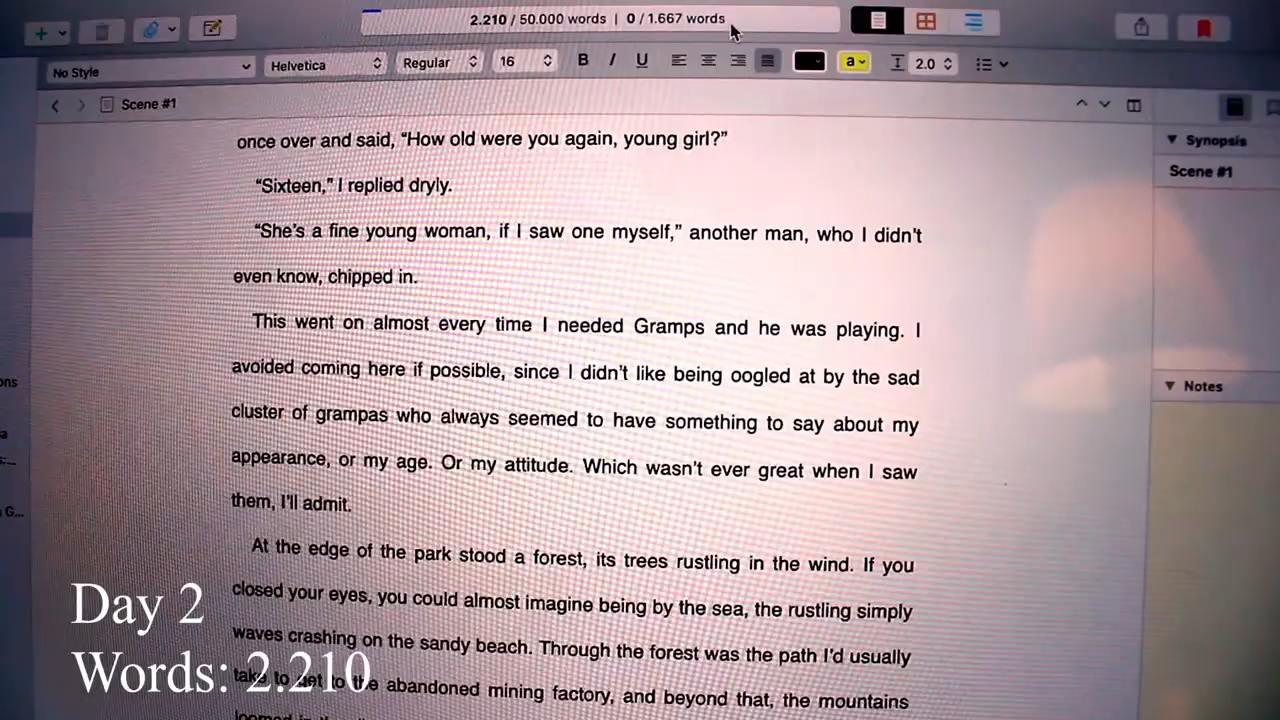 2.210 / 50.000 words | 0 / 1.667 words
No Style
Helvetica
Regular
16
B I U
a
2.0
Scene #1
Synopsis
Scene #1
Notes
ons
a
G...
once over and said, “How old were you again, young girl?”
“Sixteen,” I replied dryly.
“She’s a fine young woman, if I saw one myself,” another man, who I didn’t
even know, chipped in.
This went on almost every time I needed Gramps and he was playing. I
avoided coming here if possible, since I didn’t like being oogled at by the sad
cluster of grampas who always seemed to have something to say about my
appearance, or my age. Or my attitude. Which wasn’t ever great when I saw
them, I’ll admit.
At the edge of the park stood a forest, its trees rustling in the wind. If you
closed your eyes, you could almost imagine being by the sea, the rustling simply
waves crashing on the sandy beach. Through the forest was the path I’d usually
take to get to the abandoned mining factory, and beyond that, the mountains
loomed in the
Day 2
Words: 2.210